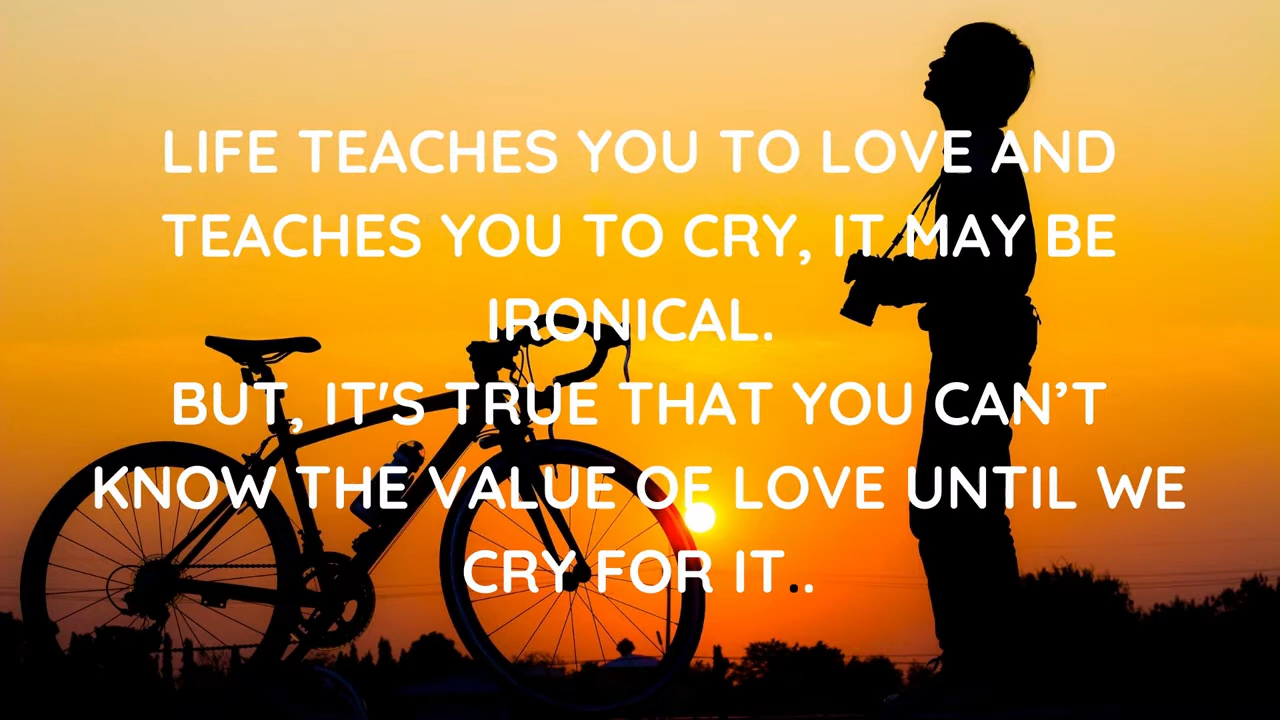 LIFE TEACHES YOU TO LOVE AND
TEACHES YOU TO CRY, IT MAY BE
IRONICAL.
BUT, IT'S TRUE THAT YOU CAN’T
KNOW THE VALUE OF LOVE UNTIL WE
CRY FOR IT..